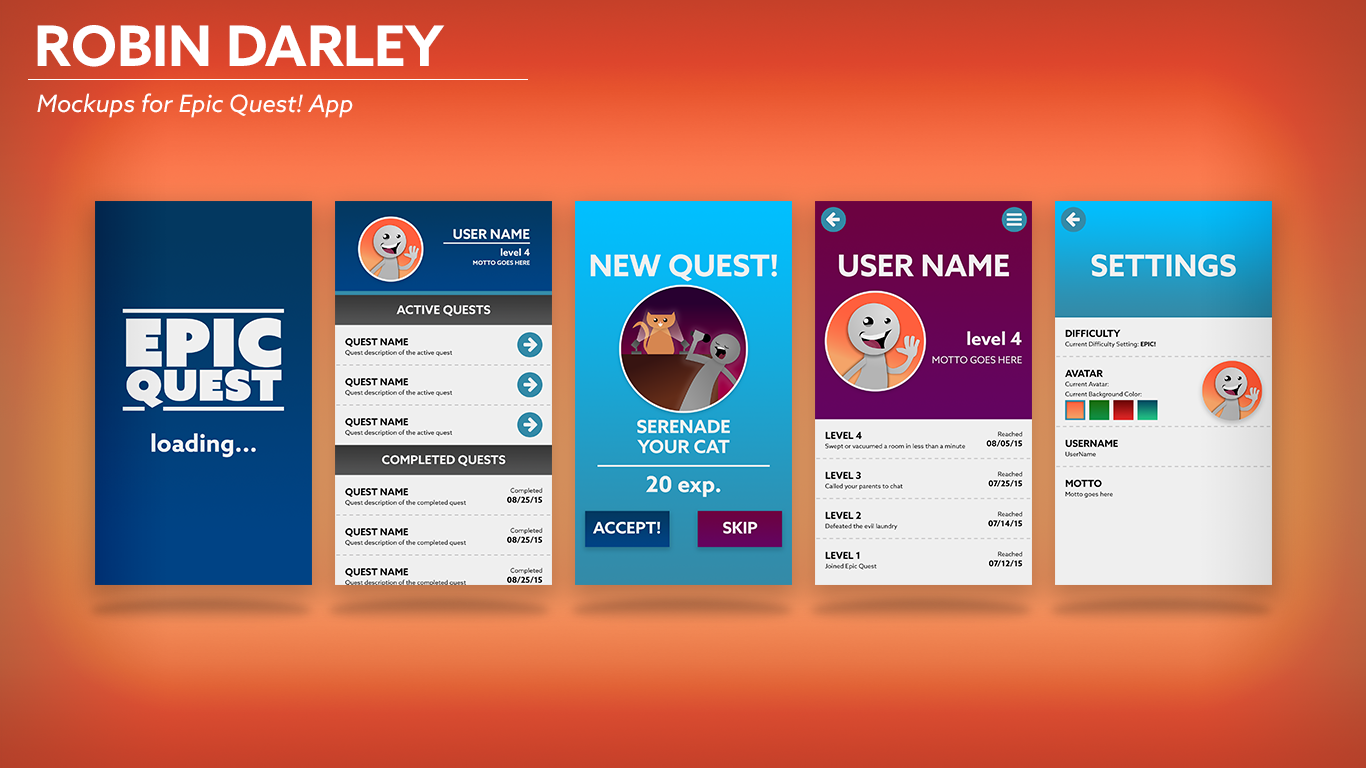 ROBIN DARLEY
Mockups for Epic Quest! App
EPIC
QUEST
loading...
USER NAME
level 4
MOTTO GOES HERE
ACTIVE QUESTS
QUEST NAME
Quest description of the active quest
QUEST NAME
Quest description of the active quest
QUEST NAME
Quest description of the active quest
COMPLETED QUESTS
QUEST NAME
Quest description of the completed quest
Completed
08/25/15
QUEST NAME
Quest description of the completed quest
Completed
08/25/15
QUEST NAME
Quest description of the completed quest
Completed
08/25/15
NEW QUEST!
SERENADE
YOUR CAT
20 exp.
ACCEPT!
SKIP
USER NAME
level 4
MOTTO GOES HERE
LEVEL 4
Swept or vacuumed a room in less than a minute
Reached
08/05/15
LEVEL 3
Called your parents to chat
Reached
07/25/15
LEVEL 2
Defeated the evil laundry
Reached
07/14/15
LEVEL 1
Joined Epic Quest
Reached
07/12/15
SETTINGS
DIFFICULTY
Current Difficulty Setting: EPIC!
AVATAR
Current Avatar:
Current Background Color:
USERNAME
UserName
MOTTO
Motto goes here